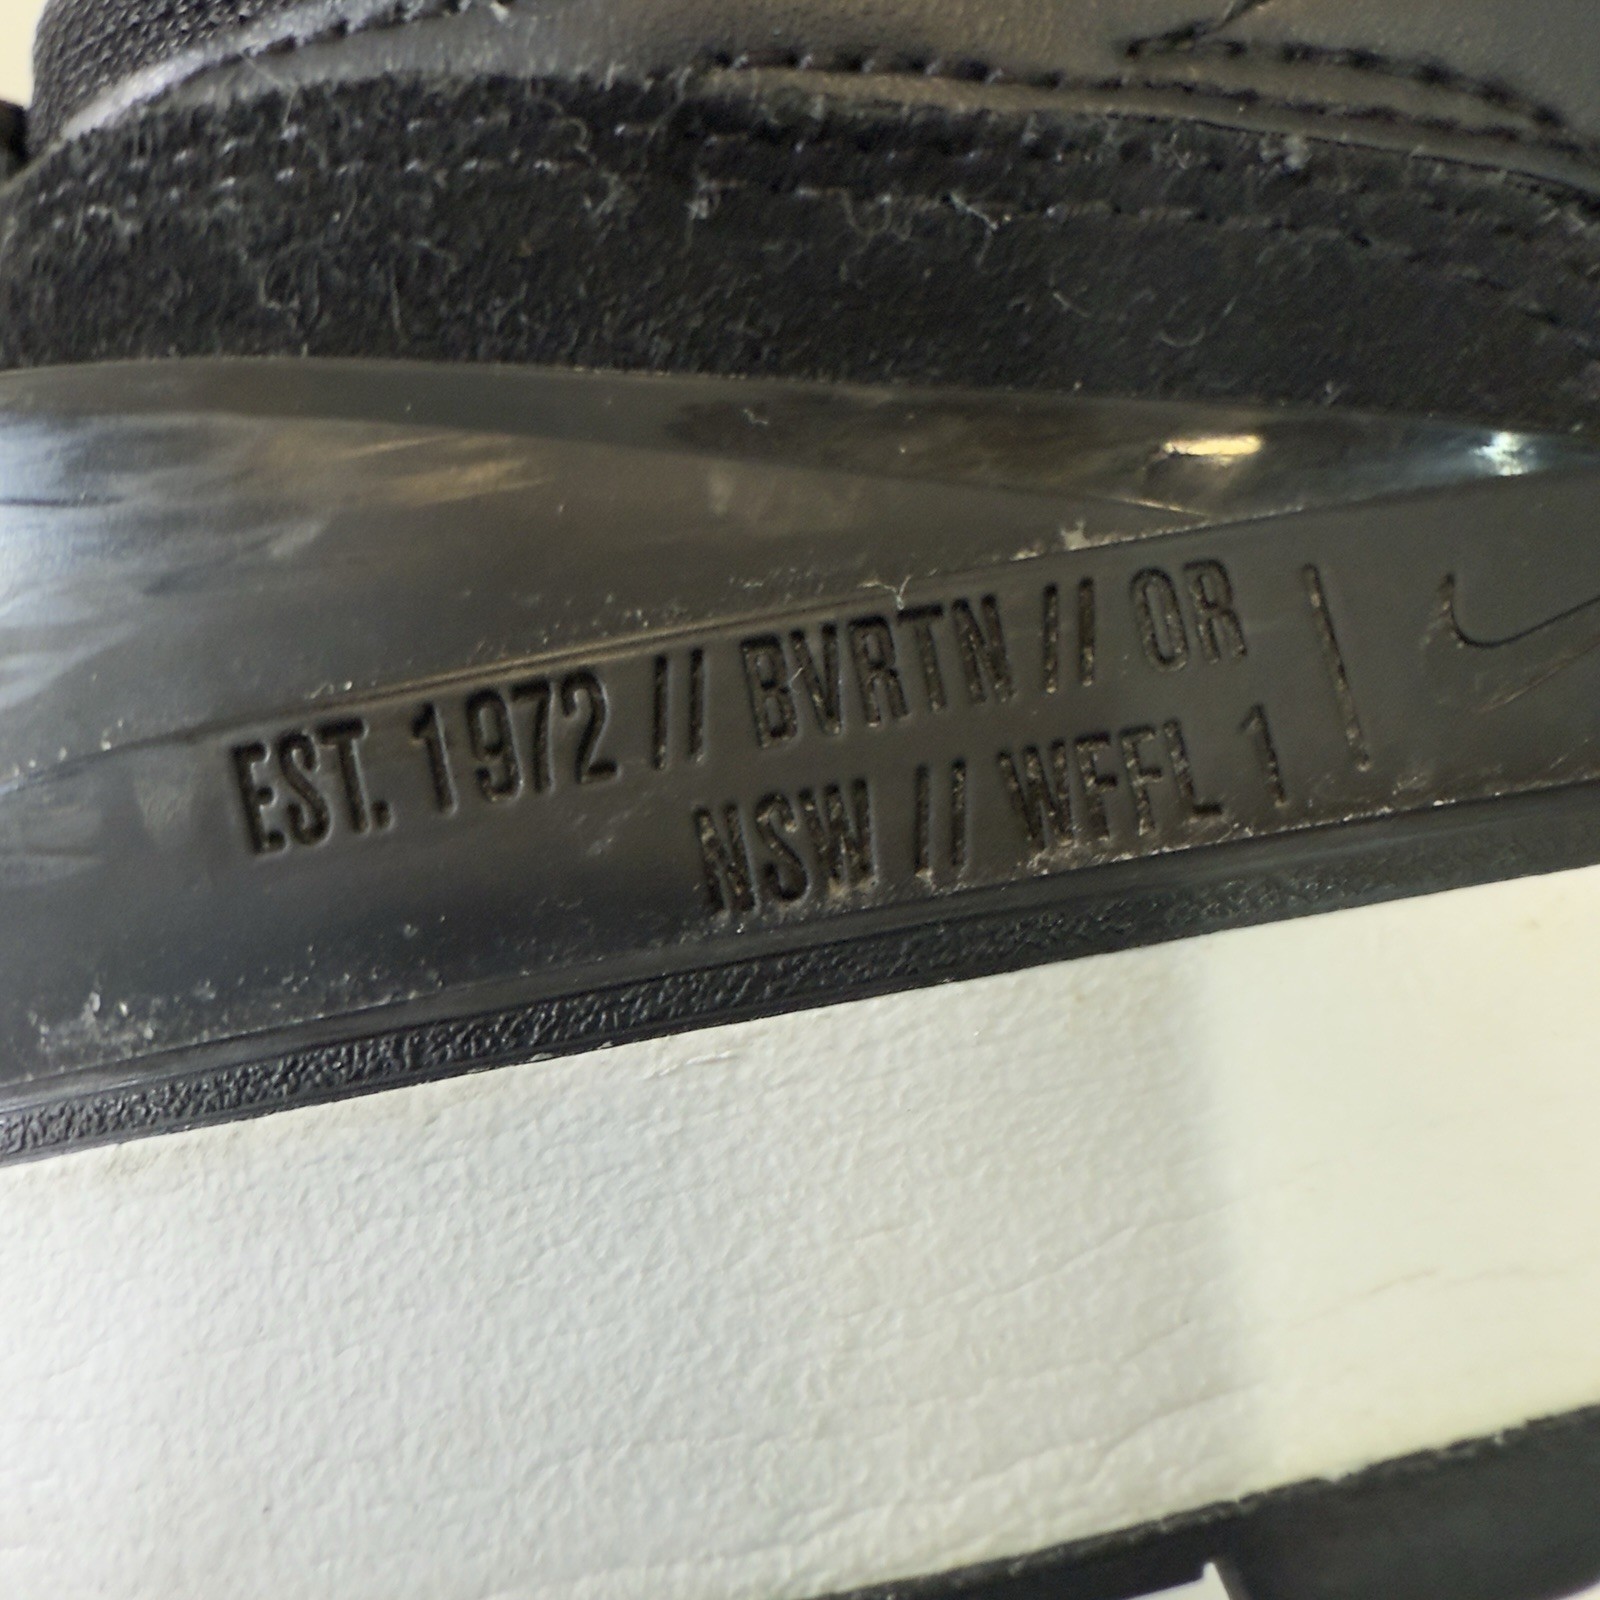 EST. 1972 // BVRTN // OR
NSW // WFFL 1